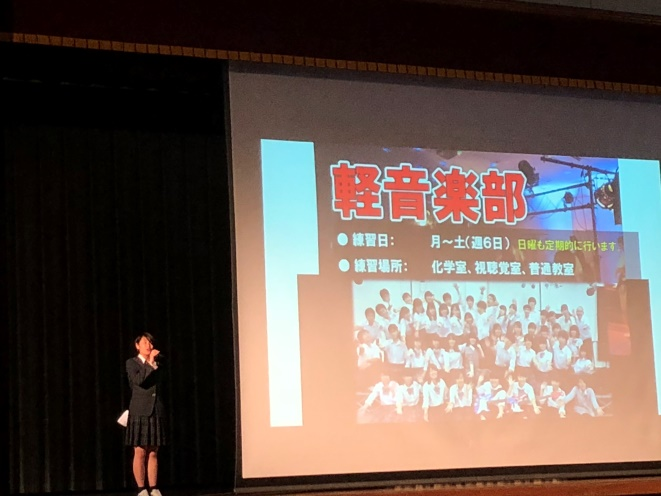 軽音楽部
● 練習日： 月～土（週6日） 日曜も定期的に行います
● 練習場所： 化学室、視聴覚室、普通教室